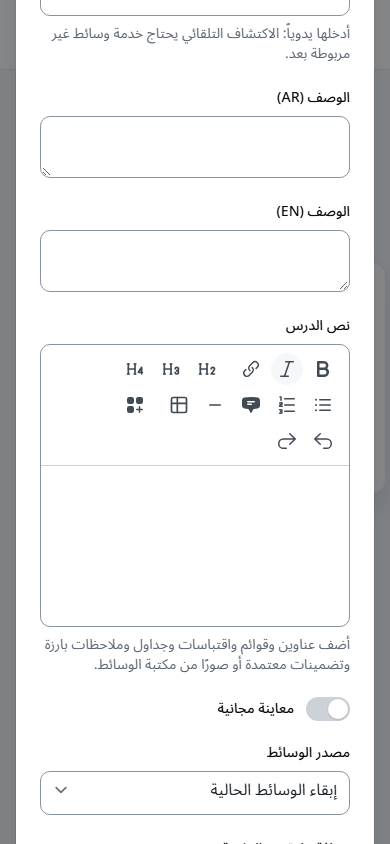 أدخلها يدوياً: الاكتشاف التلقائي يحتاج خدمة وسائط غير
مربوطة بعد.
الوصف (AR)
الوصف (EN)
نص الدرس
B I H2 H3 H4
أضف عناوين وقوائم واقتباسات وجداول وملاحظات بارزة
وتضمينات معتمدة أو صورًا من مكتبة الوسائط.
معاينة مجانية
مصدر الوسائط
إبقاء الوسائط الحالية